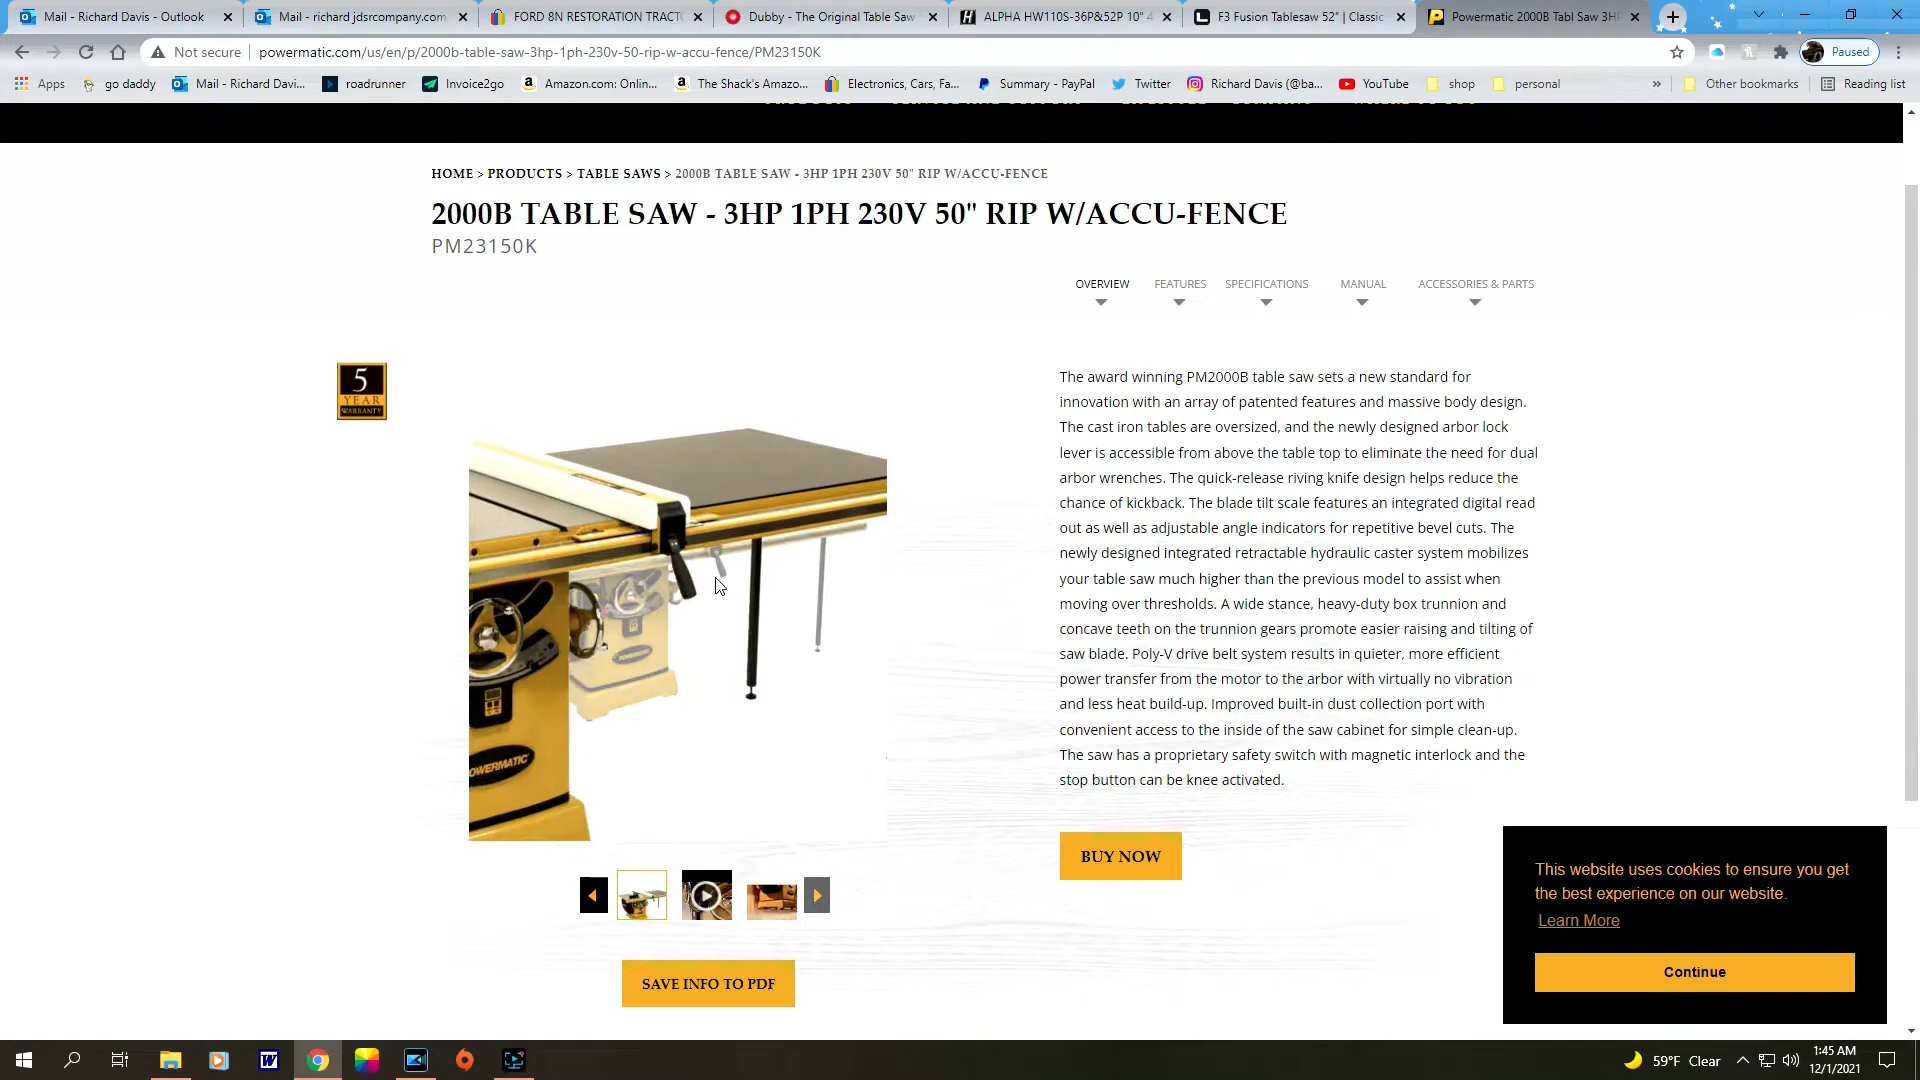 Mail - Richard Davis - Outlook
Mail - richard jdsrcompany.com
FORD 8N RESTORATION TRACTO
Dubby - The Original Table Saw
ALPHA HW110S-36P&52P 10" 4
F3 Fusion Tablesaw 52" | Classic
Powermatic 2000B Tabl Saw 3H
Not secure
powermatic.com/us/en/p/2000b-table-saw-3hp-1ph-230v-50-rip-w-accu-fence/PM23150K
Paused
Apps
go daddy
Mail - Richard Davi...
roadrunner
Invoice2go
Amazon.com: Onlin...
The Shack's Amazo...
Electronics, Cars, Fa...
Summary - PayPal
Twitter
Richard Davis (@ba...
YouTube
shop
personal
»
Other bookmarks
Reading list
HOME > PRODUCTS > TABLE SAWS > 2000B TABLE SAW - 3HP 1PH 230V 50" RIP W/ACCU-FENCE
2000B TABLE SAW - 3HP 1PH 230V 50" RIP W/ACCU-FENCE
PM23150K
OVERVIEW
FEATURES
SPECIFICATIONS
MANUAL
ACCESSORIES & PARTS
5
YEAR
WARRANTY
The award winning PM2000B table saw sets a new standard for
innovation with an array of patented features and massive body design.
The cast iron tables are oversized, and the newly designed arbor lock
lever is accessible from above the table top to eliminate the need for dual
arbor wrenches. The quick-release riving knife design helps reduce the
chance of kickback. The blade tilt scale features an integrated digital read
out as well as adjustable angle indicators for repetitive bevel cuts. The
newly designed integrated retractable hydraulic caster system mobilizes
your table saw much higher than the previous model to assist when
moving over thresholds. A wide stance, heavy-duty box trunnion and
concave teeth on the trunnion gears promote easier raising and tilting of
saw blade. Poly-V drive belt system results in quieter, more efficient
power transfer from the motor to the arbor with virtually no vibration
and less heat build-up. Improved built-in dust collection port with
convenient access to the inside of the saw cabinet for simple clean-up.
The saw has a proprietary safety switch with magnetic interlock and the
stop button can be knee activated.
POWERMATIC
BUY NOW
SAVE INFO TO PDF
This website uses cookies to ensure you get
the best experience on our website.
Learn More
Continue
59°F Clear
1:45 AM
12/1/2021